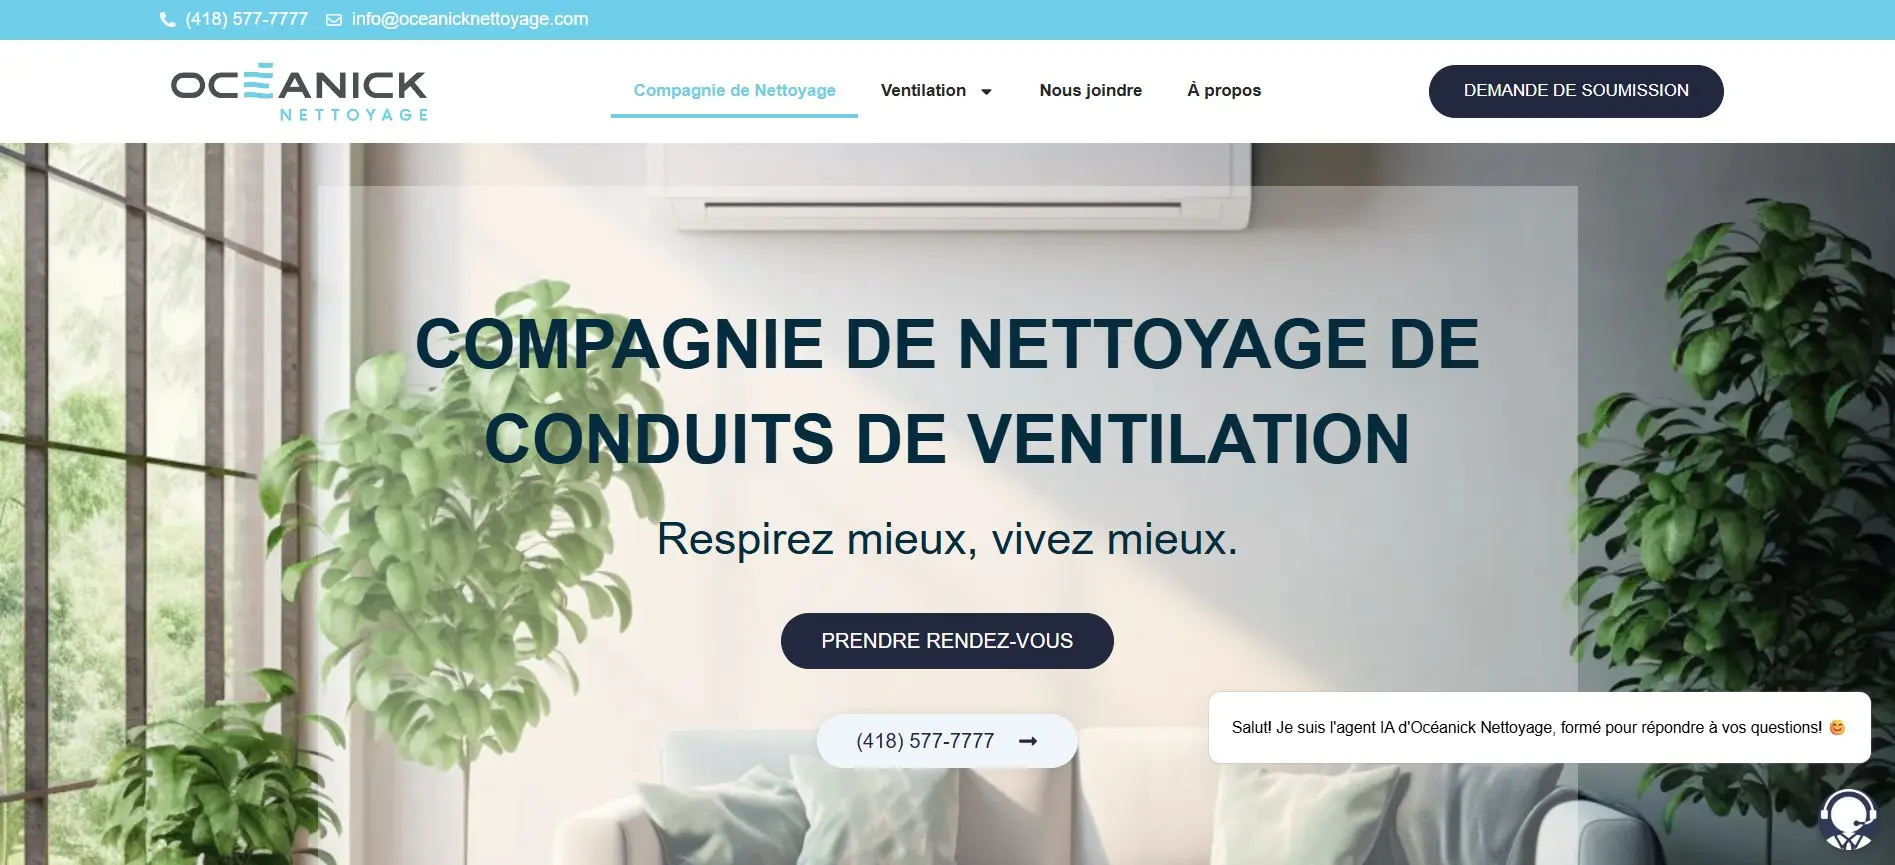 (418) 577-7777 info@oceanicknettoyage.com
OCÉANICK
NETTOYAGE
Compagnie de Nettoyage Ventilation Nous joindre À propos
DEMANDE DE SOUMISSION
COMPAGNIE DE NETTOYAGE DE
CONDUITS DE VENTILATION
Respirez mieux, vivez mieux.
PRENDRE RENDEZ-VOUS
(418) 577-7777
Salut! Je suis l'agent IA d'Océanick Nettoyage, formé pour répondre à vos questions! 😊